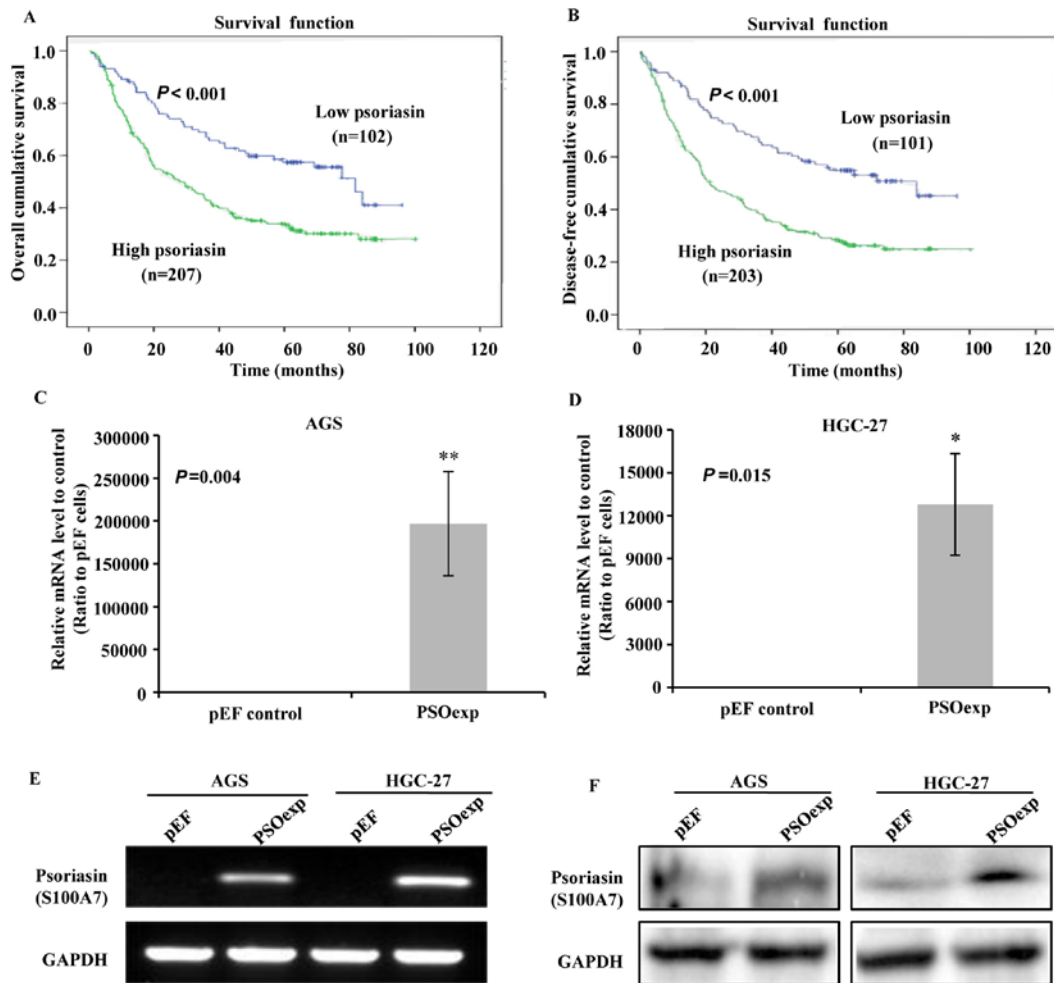 A
Survival function
Overall cumulative survival
1.0
0.8
0.6
0.4
0.2
0.0
P < 0.001
Low psoriasin
(n=102)
High psoriasin
(n=207)
0 20 40 60 80 100 120
Time (months)
B
Survival function
Disease-free cumulative survival
1.0
0.8
0.6
0.4
0.2
0.0
P < 0.001
Low psoriasin
(n=101)
High psoriasin
(n=203)
0 20 40 60 80 100 120
Time (months)
C
AGS
Relative mRNA level to control
(Ratio to pEF cells)
300000
250000
200000
150000
100000
50000
0
P=0.004
**
pEF control PSOexp
D
HGC-27
Relative mRNA level to control
(Ratio to pEF cells)
18000
15000
12000
9000
6000
3000
0
P=0.015
*
pEF control PSOexp
E
AGS HGC-27
pEF PSOexp pEF PSOexp
Psoriasin
(S100A7)
GAPDH
F
AGS HGC-27
pEF PSOexp pEF PSOexp
Psoriasin
(S100A7)
GAPDH